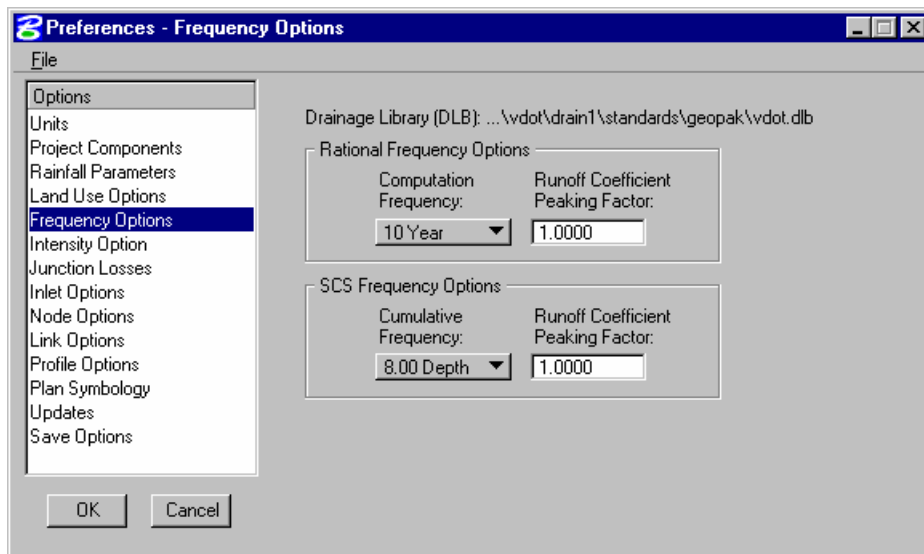 Preferences - Frequency Options
File
Options
Units
Project Components
Rainfall Parameters
Land Use Options
Frequency Options
Intensity Option
Junction Losses
Inlet Options
Node Options
Link Options
Profile Options
Plan Symbology
Updates
Save Options
OK Cancel
Drainage Library (DLB): ...\vdot\drain1\standards\geopak\vdot.dlb
Rational Frequency Options
Computation Runoff Coefficient
Frequency: Peaking Factor:
10 Year 1.0000
SCS Frequency Options
Cumulative Runoff Coefficient
Frequency: Peaking Factor:
8.00 Depth 1.0000